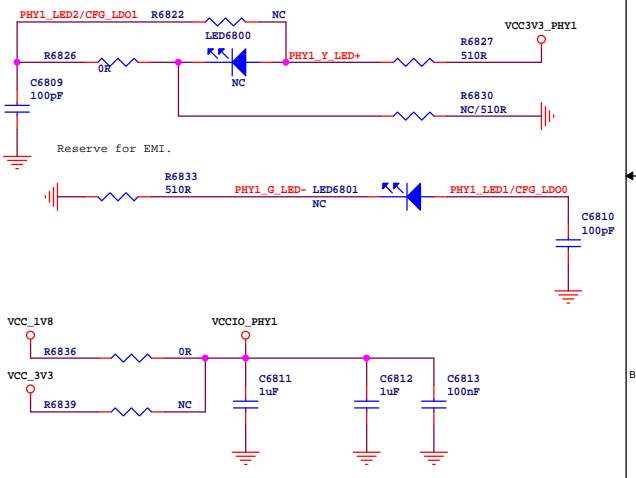 PHY1_LED2/CFG_LDO1 R6822 NC
LED6800
VCC3V3_PHY1
R6826 0R
PHY1_Y_LED+
R6827
510R
NC
C6809
100pF
R6830
NC/510R
Reserve for EMI.
R6833
510R
PHY1_G_LED- LED6801
NC
PHY1_LED1/CFG_LDO0
C6810
100pF
VCC_1V8
VCCIO_PHY1
R6836 0R
VCC_3V3
R6839 NC
C6811
1uF
C6812
1uF
C6813
100nF
B